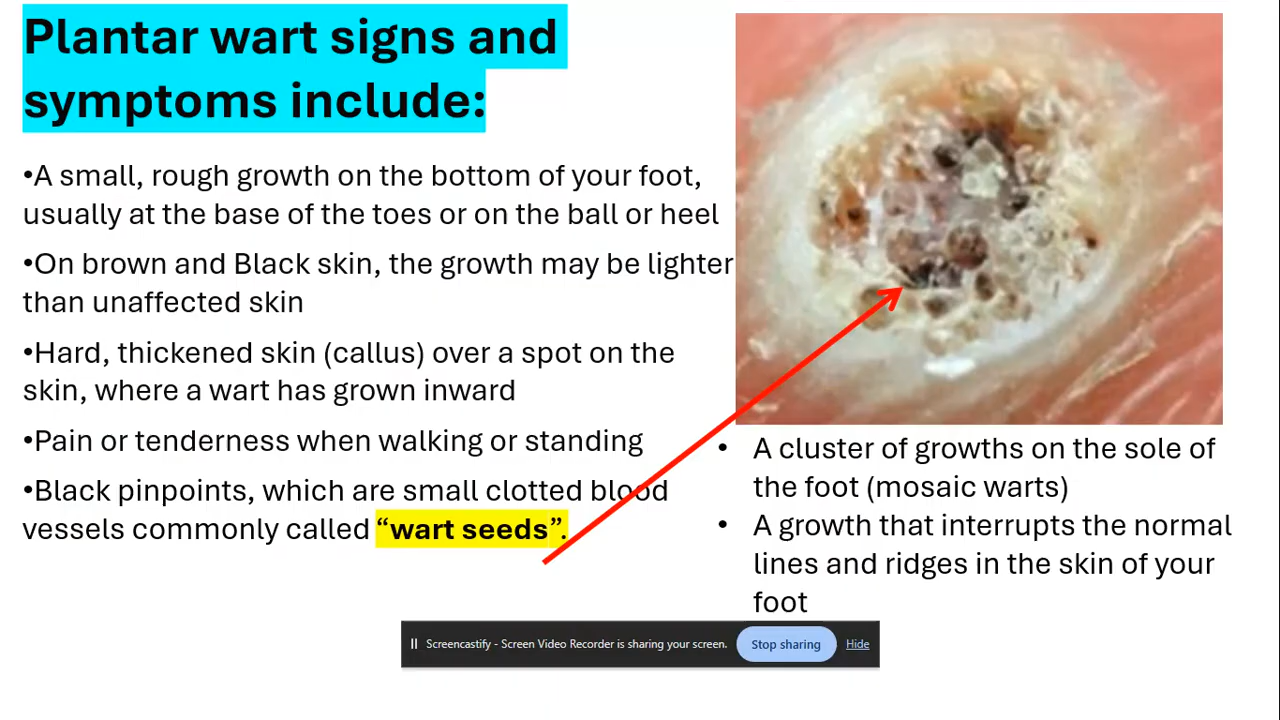 Plantar wart signs and
symptoms include:
•A small, rough growth on the bottom of your foot,
usually at the base of the toes or on the ball or heel
•On brown and Black skin, the growth may be lighter
than unaffected skin
•Hard, thickened skin (callus) over a spot on the
skin, where a wart has grown inward
•Pain or tenderness when walking or standing
•Black pinpoints, which are small clotted blood
vessels commonly called “wart seeds”.
• A cluster of growths on the sole of
the foot (mosaic warts)
• A growth that interrupts the normal
lines and ridges in the skin of your
foot
Screencastify - Screen Video Recorder is sharing your screen. Stop sharing Hide